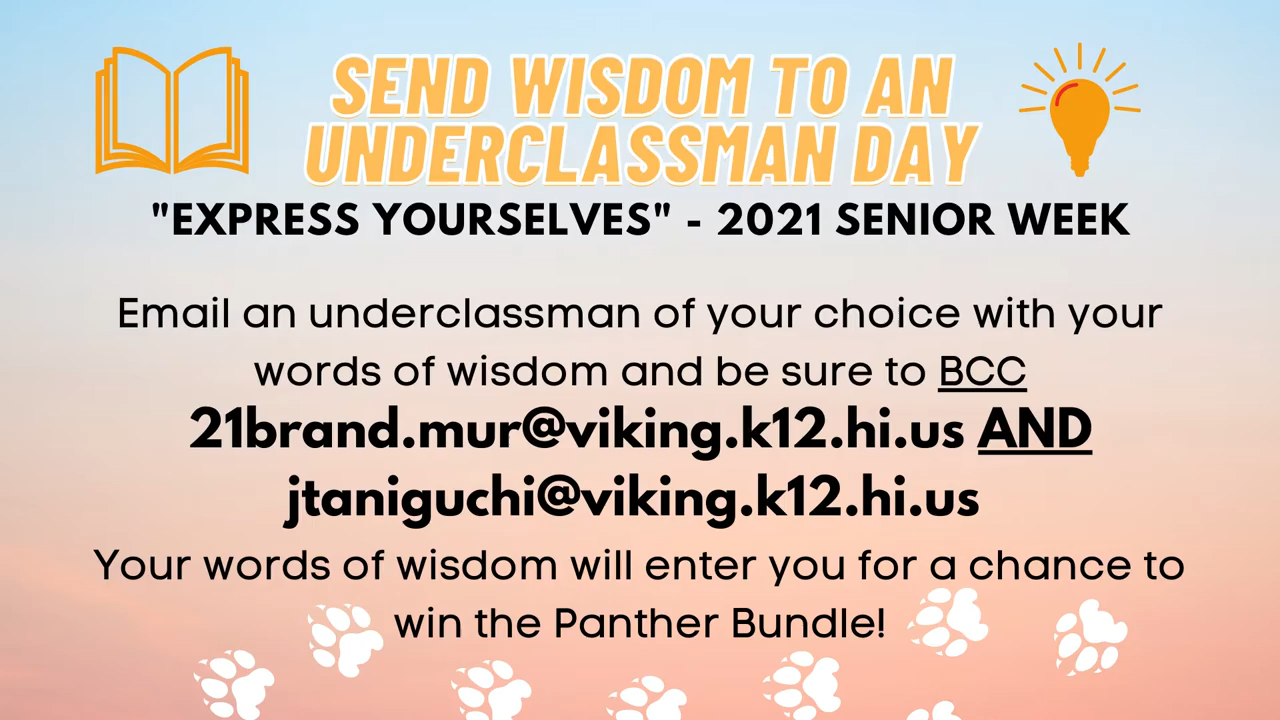 SEND WISDOM TO AN
UNDERCLASSMAN DAY
"EXPRESS YOURSELVES" - 2021 SENIOR WEEK
Email an underclassman of your choice with your
words of wisdom and be sure to BCC
21brand.mur@viking.k12.hi.us AND
jtaniguchi@viking.k12.hi.us
Your words of wisdom will enter you for a chance to
win the Panther Bundle!